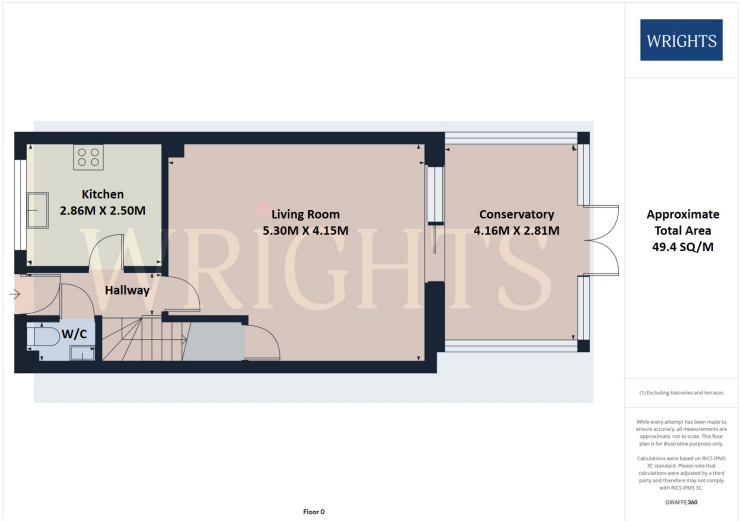 WRIGHTS
Kitchen
2.86M X 2.50M
Living Room
5.30M X 4.15M
Conservatory
4.16M X 2.81M
Hallway
W/C
WRIGHTS
Floor 0
Approximate
Total Area
49.4 SQ/M
(1) Excluding balconies and terraces
While every attempt has been made to
ensure accuracy, all measurements are
approximate, not to scale. This floor
plan is for illustrative purposes only.
Calculations were based on RICS IPMS
3C standard. Please note that
calculations were adjusted by a third
party and therefore may not comply
with RICS IPMS 3C.
GIRAFFE360